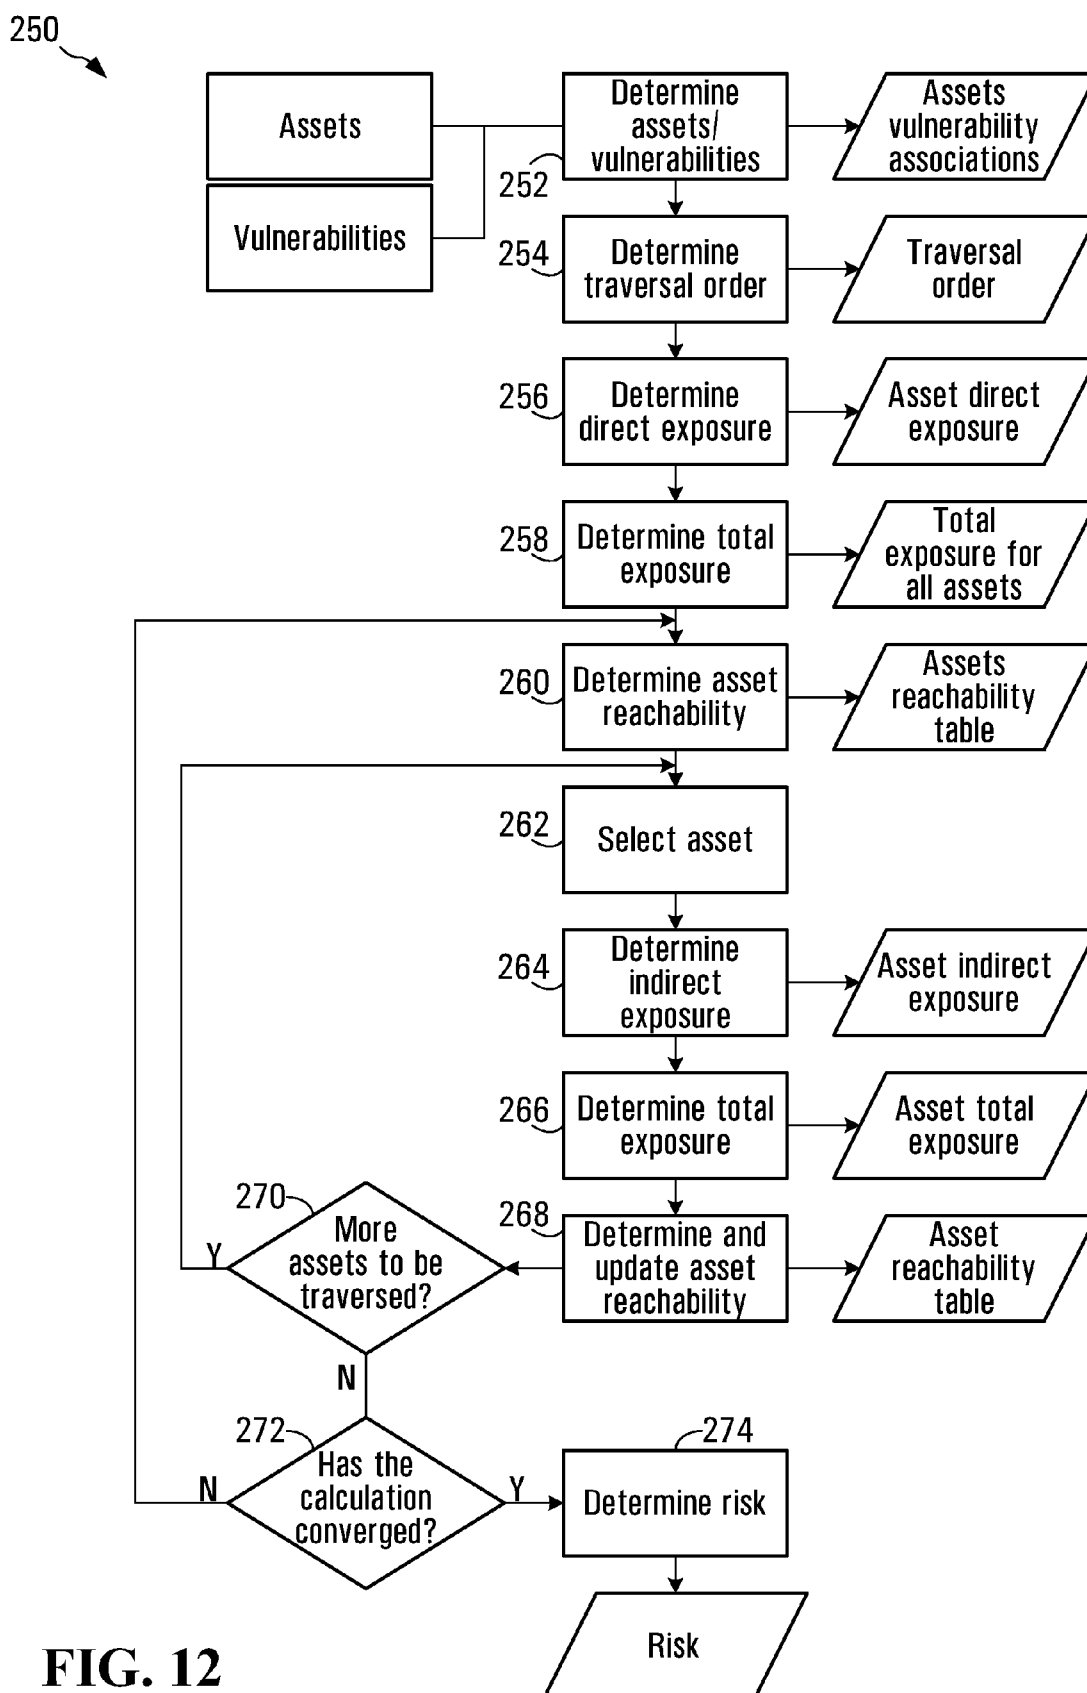 250
Assets
Determine
assets/
vulnerabilities
252
Assets
vulnerability
associations
Vulnerabilities
254
Determine
traversal order
Traversal
order
256
Determine
direct exposure
Asset direct
exposure
258
Determine total
exposure
Total
exposure for
all assets
260
Determine asset
reachability
Assets
reachability
table
262
Select asset
264
Determine
indirect
exposure
Asset indirect
exposure
266
Determine total
exposure
Asset total
exposure
268
Determine and
update asset
reachability
Asset
reachability
table
270
More
assets to be
traversed?
Y
N
272
Has the
calculation
converged?
N
Y
274
Determine risk
Risk
FIG. 12